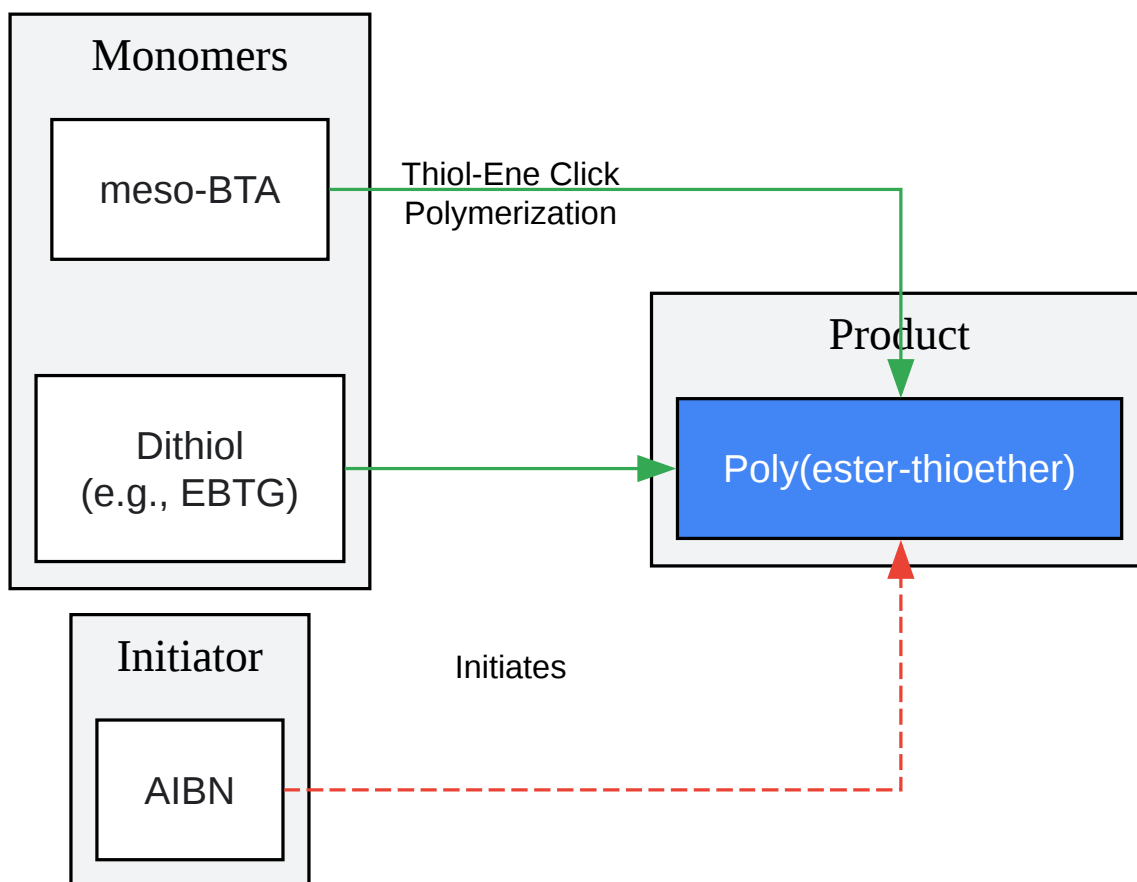 Monomers
meso-BTA
Thiol-Ene Click
Polymerization
Dithiol
(e.g., EBTG)
Product
Poly(ester-thioether)
Initiator
AIBN
Initiates